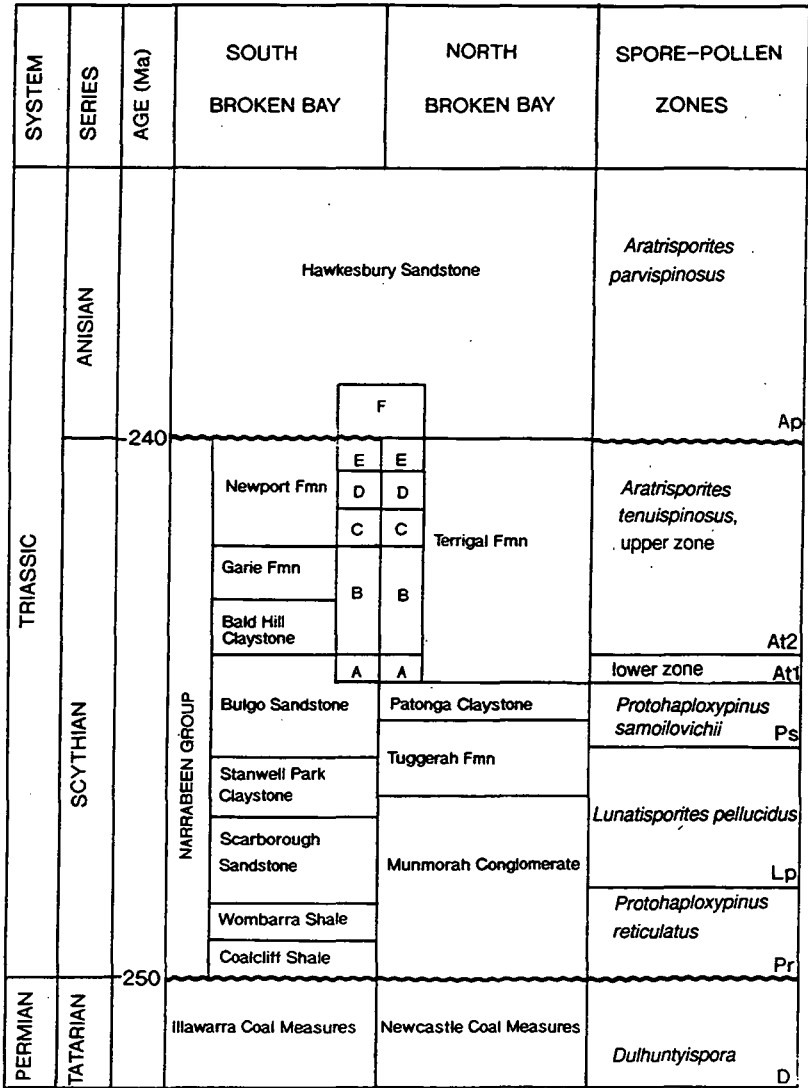 SYSTEM
SERIES
AGE (Ma)
SOUTH
BROKEN BAY
NORTH
BROKEN BAY
SPORE-POLLEN
ZONES
TRIASSIC
ANISIAN
Hawkesbury Sandstone
Aratrisporites
parvispinosus
F
Ap
240
SCYTHIAN
NARRABEEN GROUP
Newport Fmn
E E
D D
C C
Garie Fmn
B B
Bald Hill
Claystone
A A
Terrigal Fmn
Aratrisporites
tenuispinosus,
upper zone
At2
lower zone
At1
Bulgo Sandstone
Patonga Claystone
Protohaploxypinus
samoilovichii
Ps
Stanwell Park
Claystone
Tuggerah Fmn
Lunatisporites pellucidus
Scarborough
Sandstone
Munmorah Conglomerate
Lp
Wombarra Shale
Protohaploxypinus
reticulatus
Coalcliff Shale
Pr
250
PERMIAN
TATARIAN
Illawarra Coal Measures
Newcastle Coal Measures
Dulhuntyispora
D